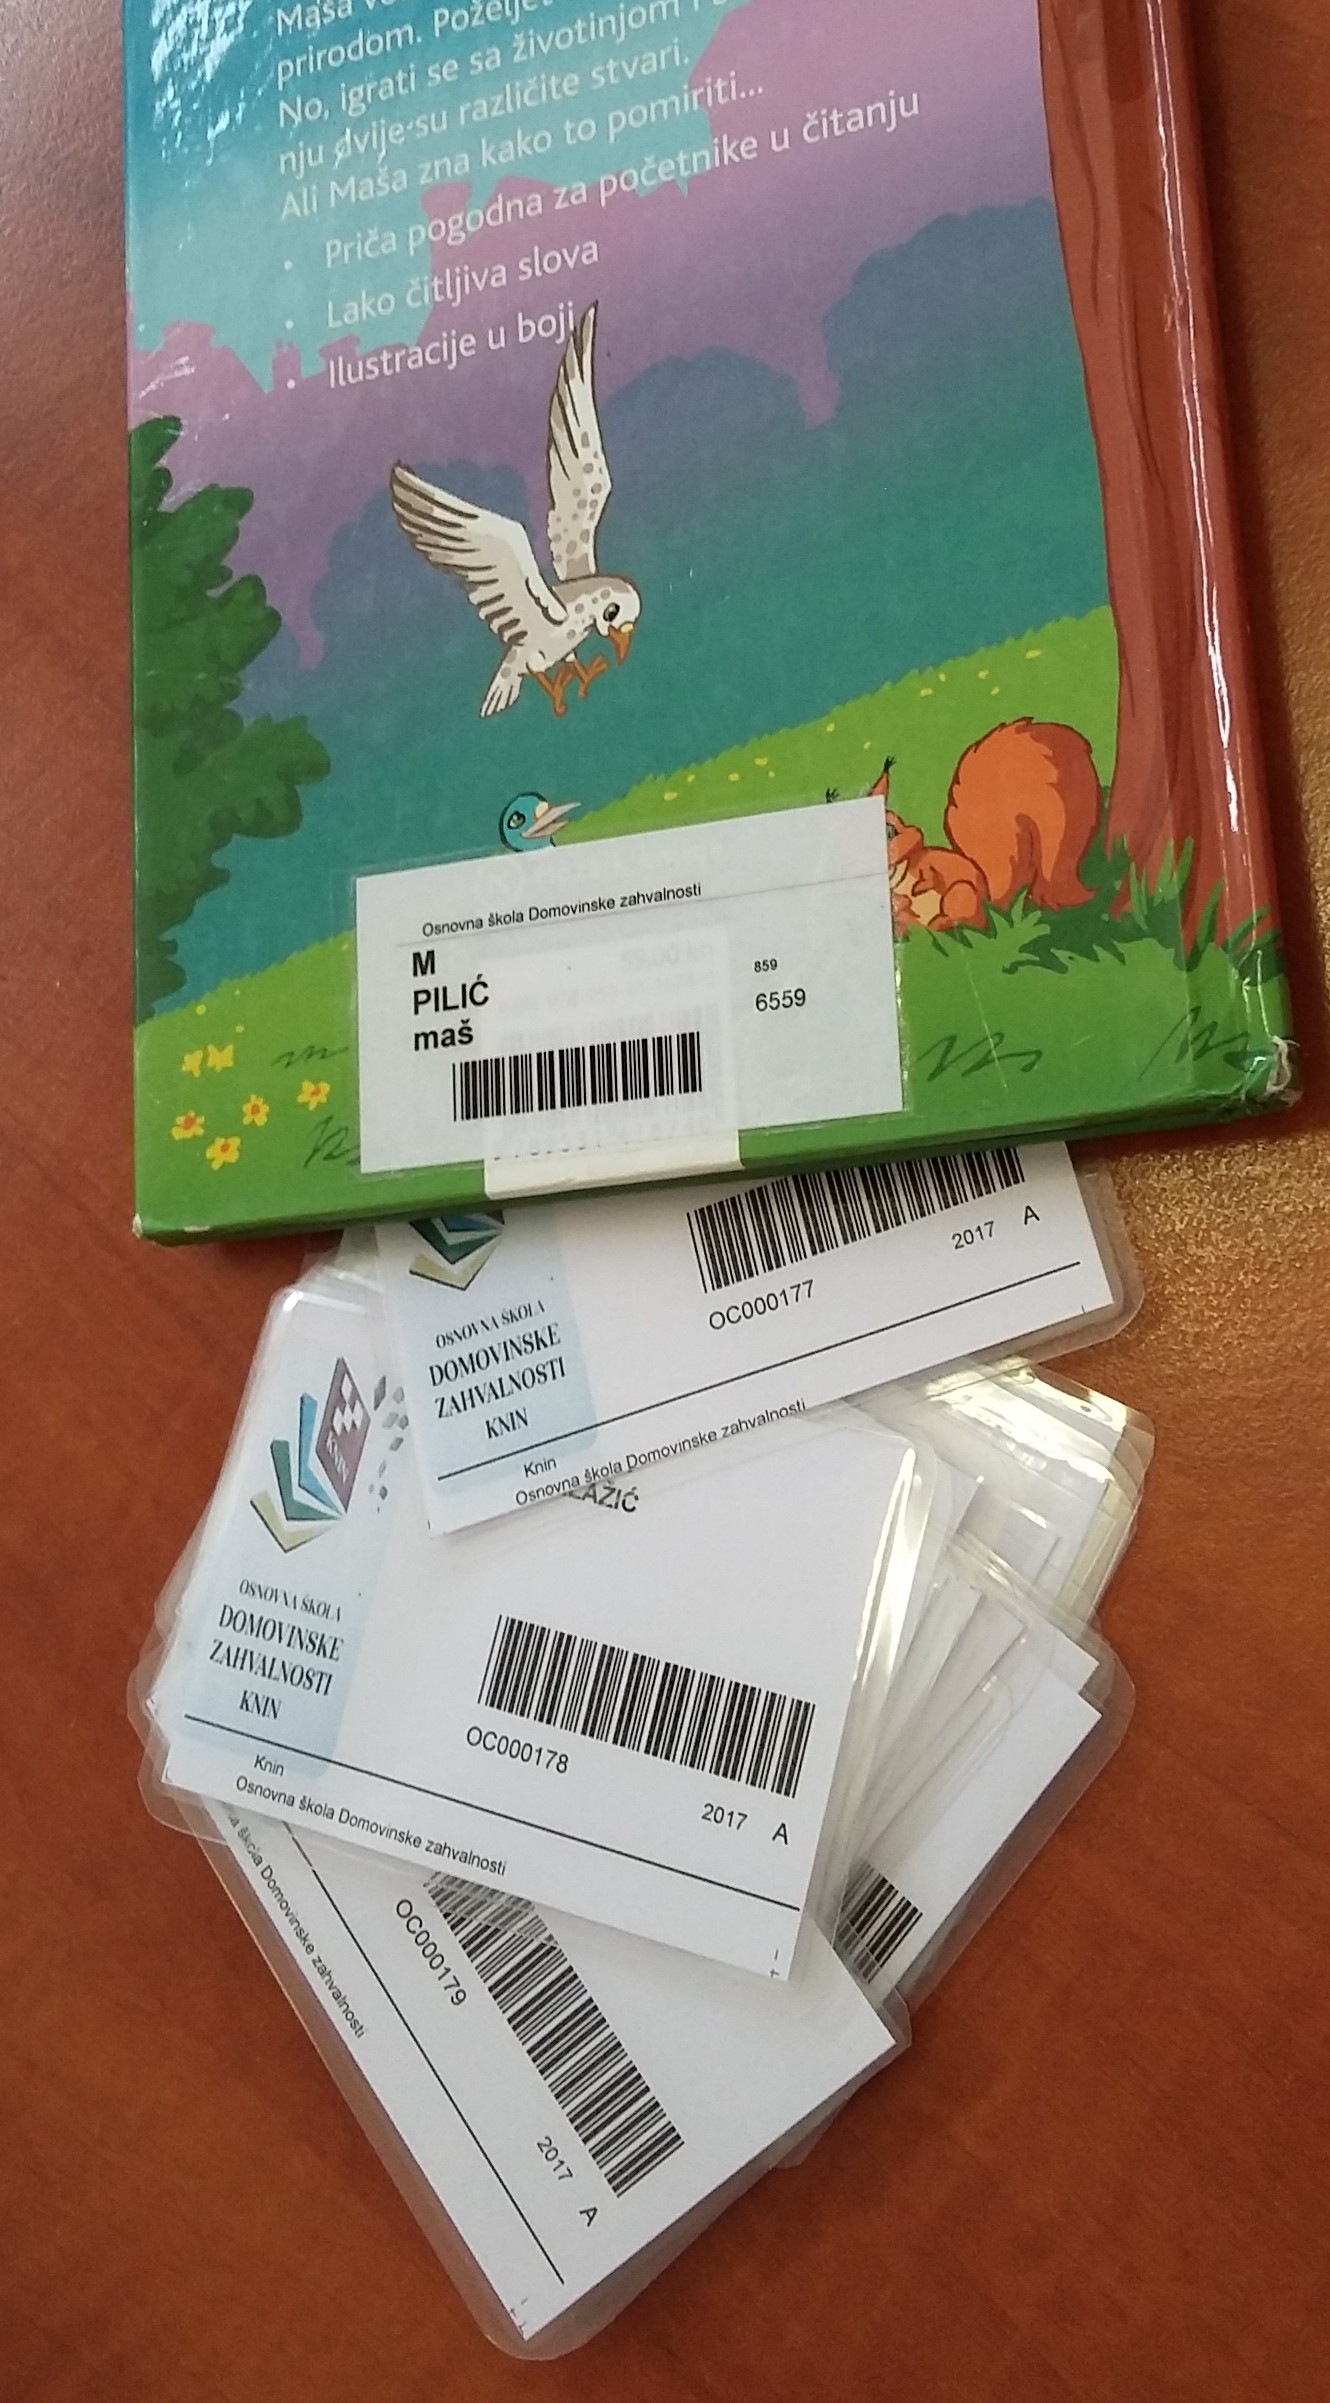 Maša
prirodom. Poželjet
No, igrati se sa životinjom i
nju dvije su različite stvari.
Ali Maša zna kako to pomiriti...
• Priča pogodna za početnike u čitanju
• Lako čitljiva slova
• Ilustracije u boji
Osnovna škola Domovinske zahvalnosti
M
PILIĆ
maš
859
6559
OC000177
2017 A
OSNOVNA ŠKOLA
DOMOVINSKE
ZAHVALNOSTI
KNIN
Knin
Osnovna škola Domovinske zahvalnosti
KNIN
OSNOVNA ŠKOLA
DOMOVINSKE
ZAHVALNOSTI
KNIN
OC000178
2017 A
Knin
Osnovna škola Domovinske zahvalnosti
OC000179
2017 A
škola Domovinske zahvalnosti